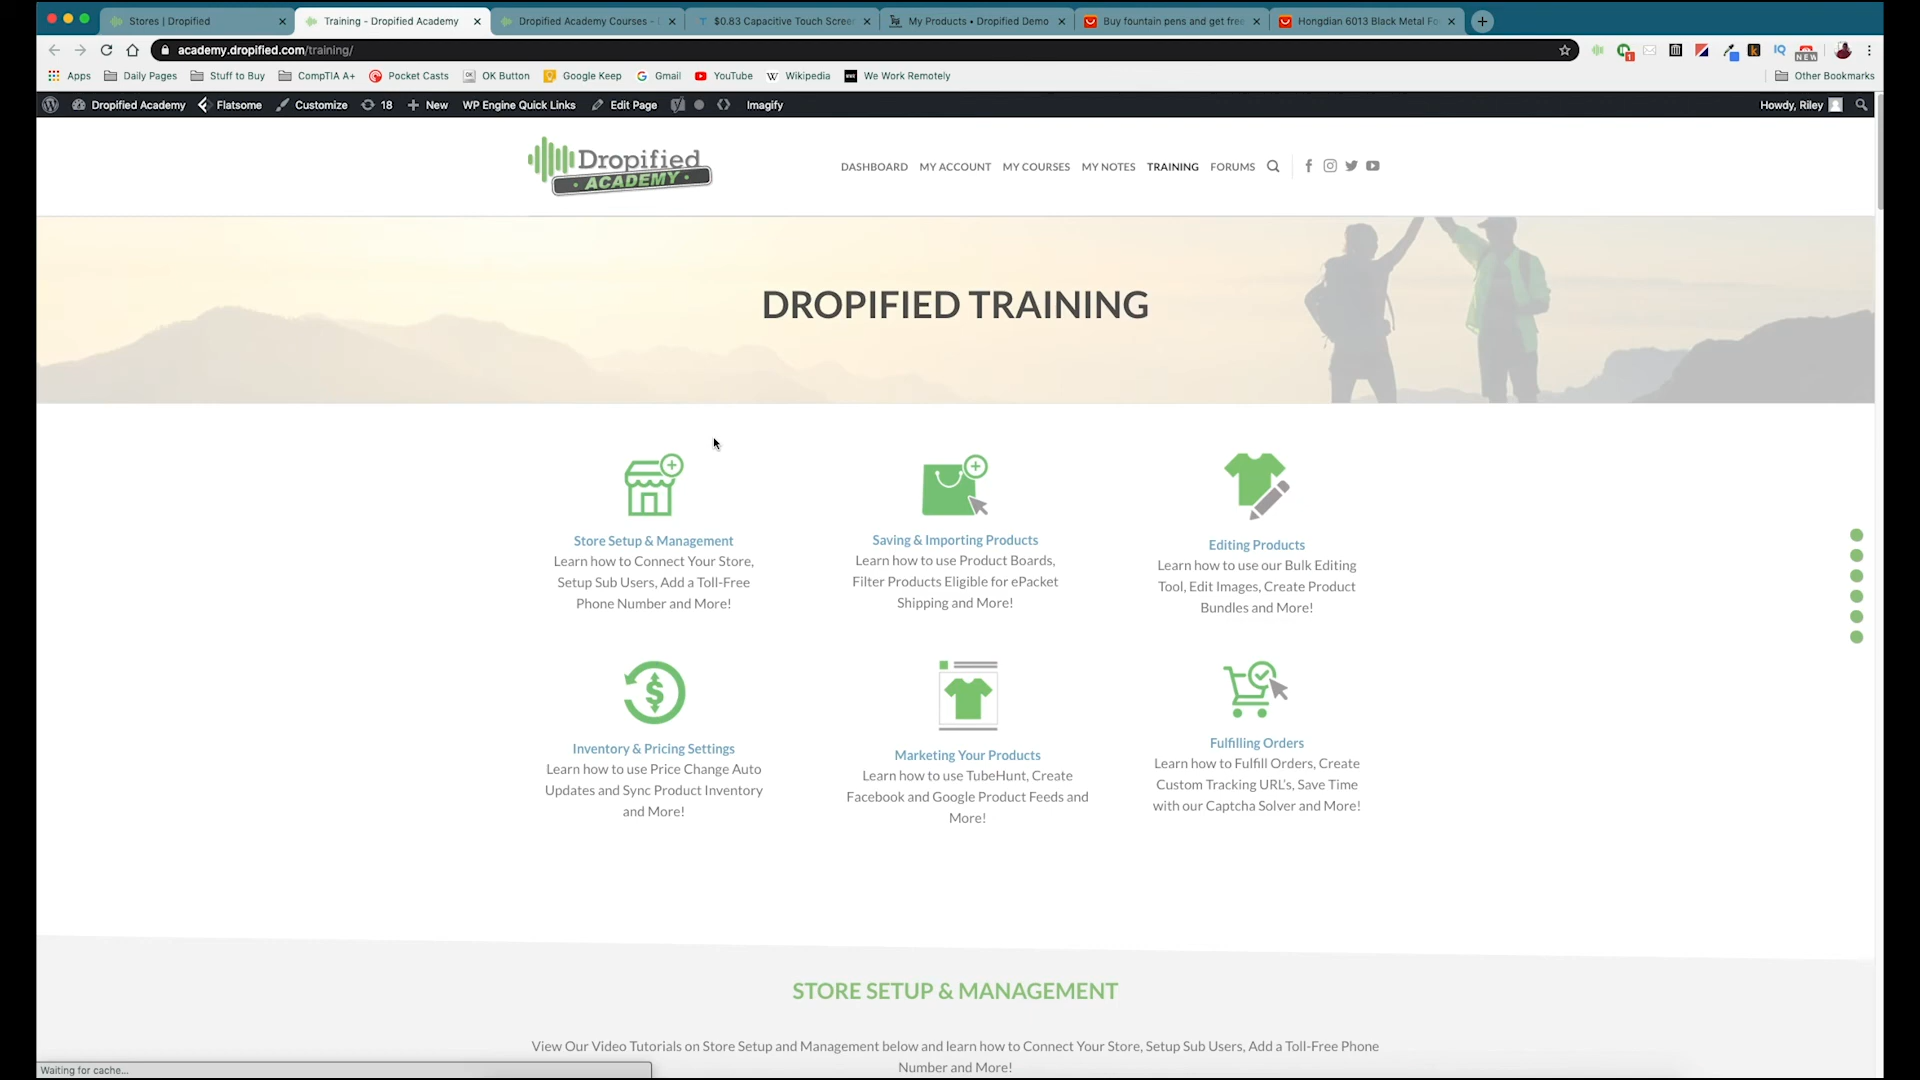 Stores | Dropified
Training - Dropified Academy
Dropified Academy Courses -
$0.83 Capacitive Touch Screen
My Products • Dropified Demo
Buy fountain pens and get free
Hongdian 6013 Black Metal Fo
academy.dropified.com/training/
Apps
Daily Pages
Stuff to Buy
CompTIA A+
Pocket Casts
OK Button
Google Keep
Gmail
YouTube
Wikipedia
We Work Remotely
Other Bookmarks
Dropified Academy
Flatsome
Customize
18
New
WP Engine Quick Links
Edit Page
Imagify
Howdy, Riley
Dropified
ACADEMY
DASHBOARD
MY ACCOUNT
MY COURSES
MY NOTES
TRAINING
FORUMS
DROPIFIED TRAINING
Store Setup & Management
Learn how to Connect Your Store,
Setup Sub Users, Add a Toll-Free
Phone Number and More!
Saving & Importing Products
Learn how to use Product Boards,
Filter Products Eligible for ePacket
Shipping and More!
Editing Products
Learn how to use our Bulk Editing
Tool, Edit Images, Create Product
Bundles and More!
Inventory & Pricing Settings
Learn how to use Price Change Auto
Updates and Sync Product Inventory
and More!
Marketing Your Products
Learn how to use TubeHunt, Create
Facebook and Google Product Feeds and
More!
Fulfilling Orders
Learn how to Fulfill Orders, Create
Custom Tracking URL's, Save Time
with our Captcha Solver and More!
STORE SETUP & MANAGEMENT
View Our Video Tutorials on Store Setup and Management below and learn how to Connect Your Store, Setup Sub Users, Add a Toll-Free Phone
Number and More!
Waiting for cache...